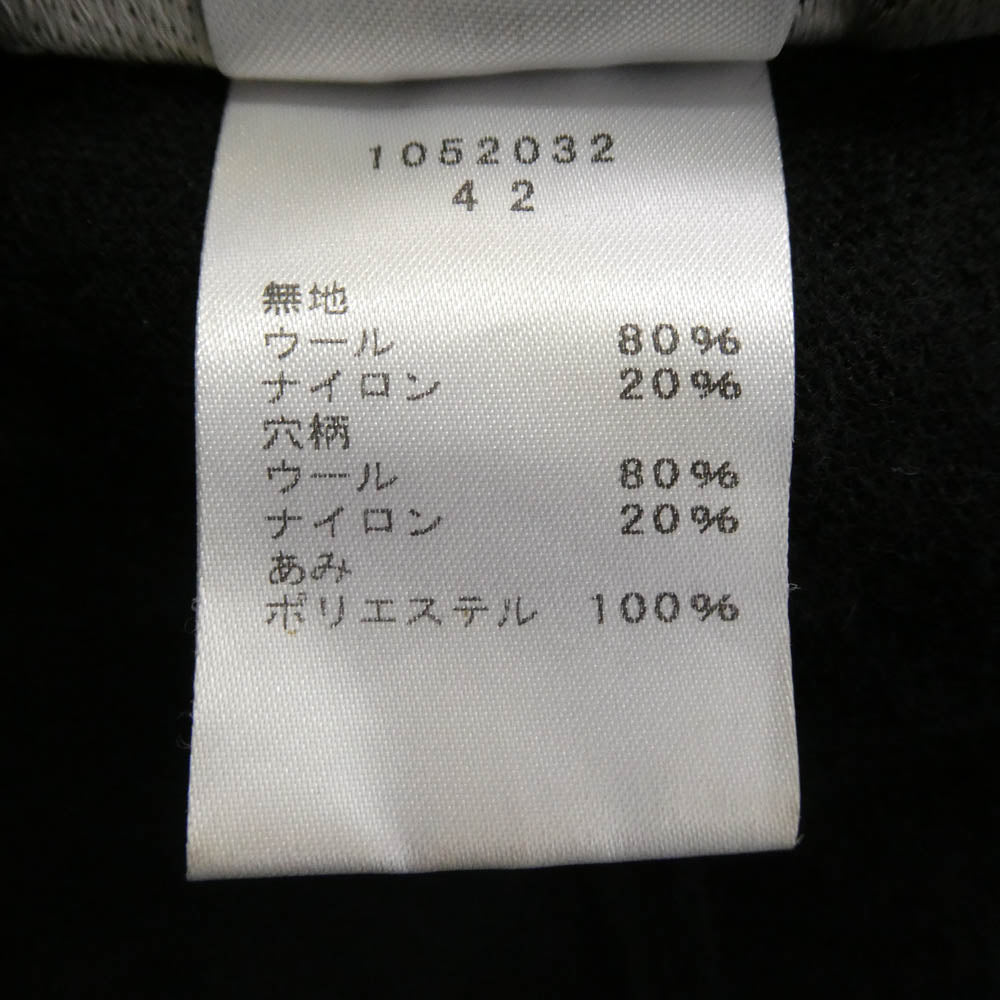 1052032
42
無地
ウール 80%
ナイロン 20%
穴柄
ウール 80%
ナイロン 20%
あみ
ポリエステル 100%